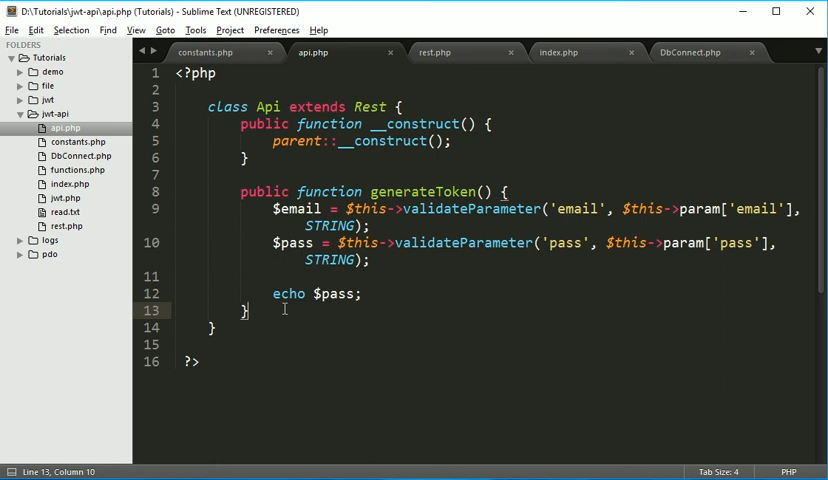 D:\Tutorials\jwt-api\api.php (Tutorials) - Sublime Text (UNREGISTERED)
File Edit Selection Find View Goto Tools Project Preferences Help
FOLDERS
Tutorials
demo
file
jwt
jwt-api
api.php
constants.php
DbConnect.php
functions.php
index.php
jwt.php
read.txt
rest.php
logs
pdo
constants.php × api.php × rest.php × index.php × DbConnect.php ×
1 <?php
2
3 class Api extends Rest {
4 public function __construct() {
5 parent::__construct();
6 }
7
8 public function generateToken() {
9 $email = $this->validateParameter('email', $this->param['email'],
STRING);
10 $pass = $this->validateParameter('pass', $this->param['pass'],
STRING);
11
12 echo $pass;
13 }
14 }
15
16 ?>
Line 13, Column 10 Tab Size: 4 PHP